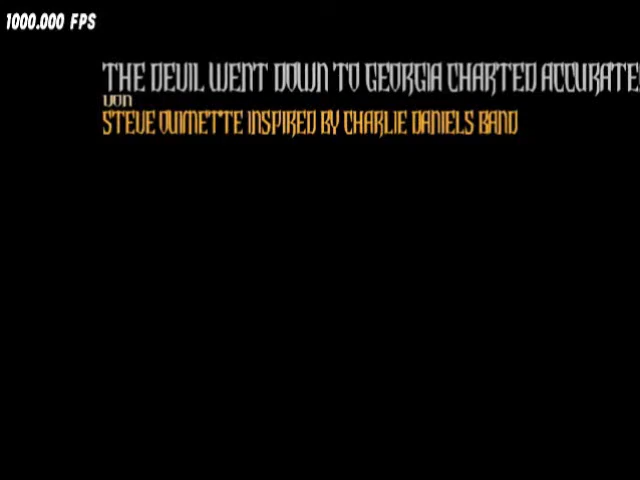 1000.000 FPS
THE DEVIL WENT DOWN TO GEORGIA CHARTED ACCURATE
VON
STEVE OUIMETTE INSPIRED BY CHARLIE DANIELS BAND